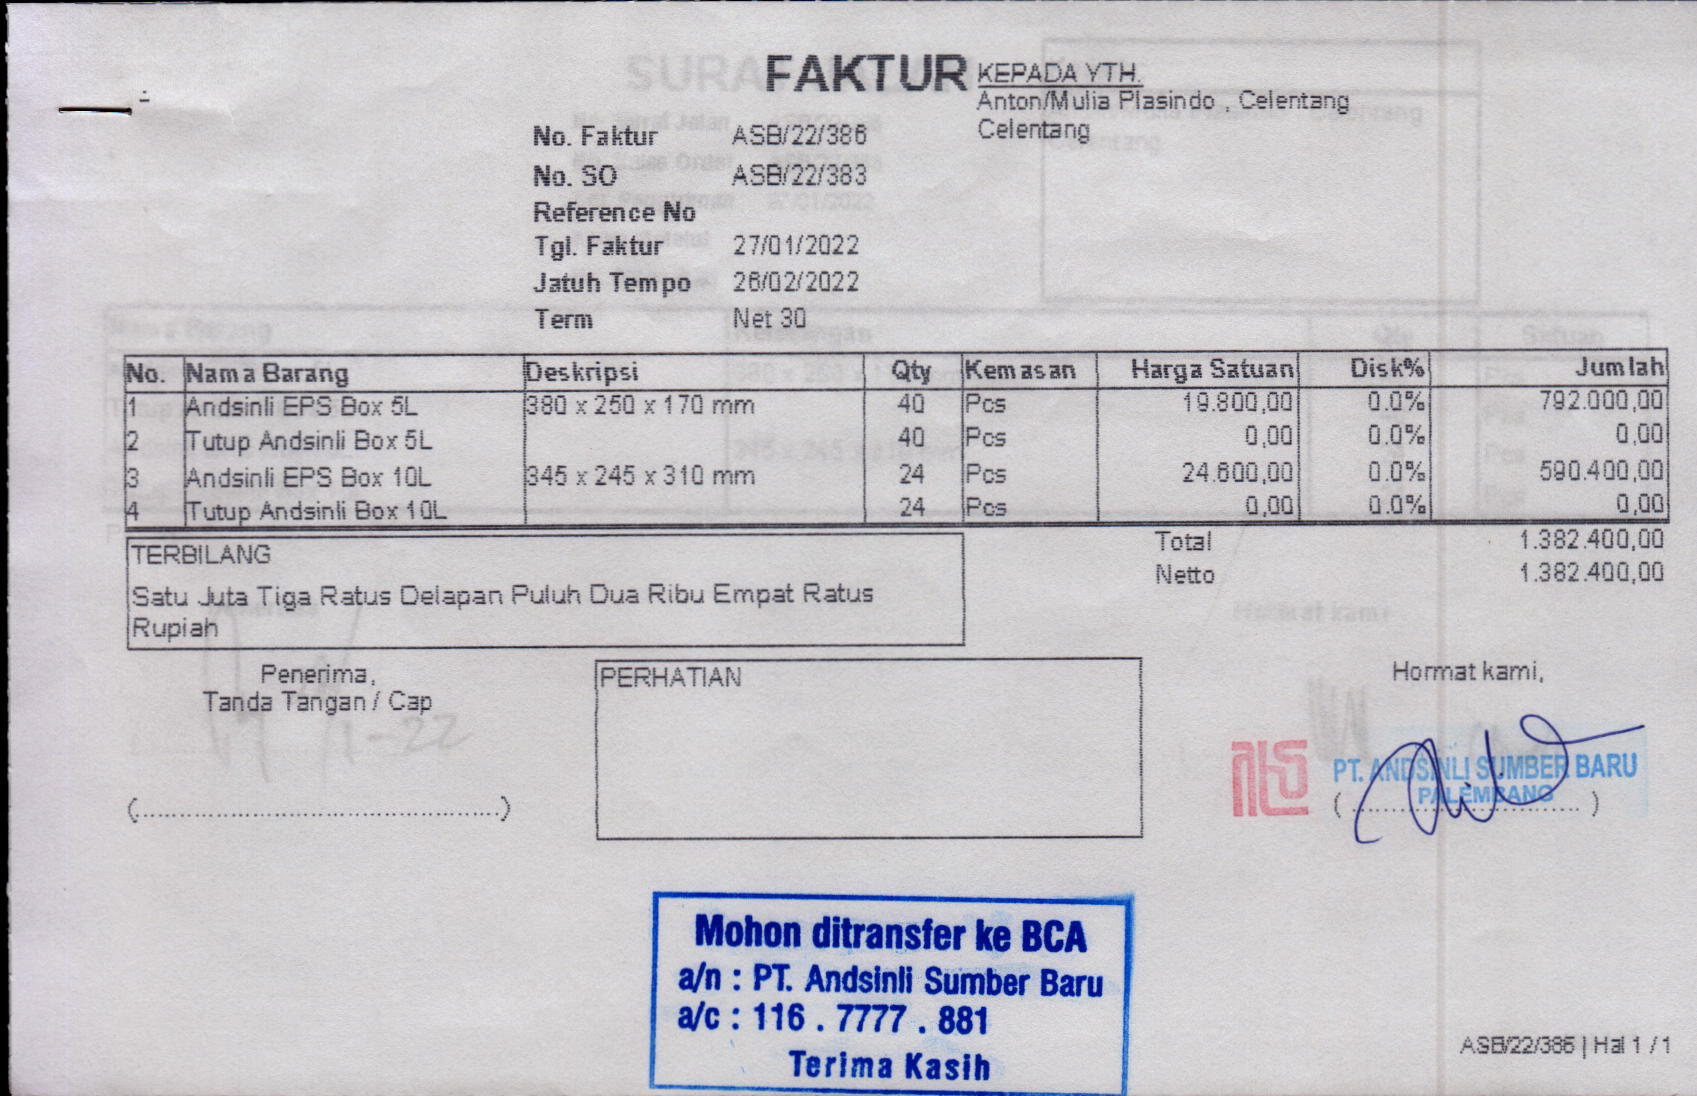 FAKTUR
KEPADA YTH.
Anton/Mulia Plasindo , Celentang
Celentang
No. Faktur ASB/22/386
No. SO ASB/22/383
Reference No
Tgl. Faktur 27/01/2022
Jatuh Tempo 26/02/2022
Term Net 30
No. Nama Barang Deskripsi Qty Kemasan Harga Satuan Disk% Jumlah
1 Andsinli EPS Box 5L 380 x 250 x 170 mm 40 Pcs 19.800,00 0.0% 792.000,00
2 Tutup Andsinli Box 5L 40 Pcs 0,00 0.0% 0,00
3 Andsinli EPS Box 10L 345 x 245 x 310 mm 24 Pcs 24.600,00 0.0% 590.400,00
4 Tutup Andsinli Box 10L 24 Pcs 0,00 0.0% 0,00
Total 1.382.400,00
Netto 1.382.400,00
TERBILANG
Satu Juta Tiga Ratus Delapan Puluh Dua Ribu Empat Ratus
Rupiah
Penerima,
Tanda Tangan / Cap
(..................................................)
PERHATIAN
Hormat kami,
PT. ANDSINLI SUMBER BARU
PALEMBANG
(..............................)
Mohon ditransfer ke BCA
a/n : PT. Andsinli Sumber Baru
a/c : 116 . 7777 . 881
Terima Kasih
ASB/22/386 | Hal 1 / 1